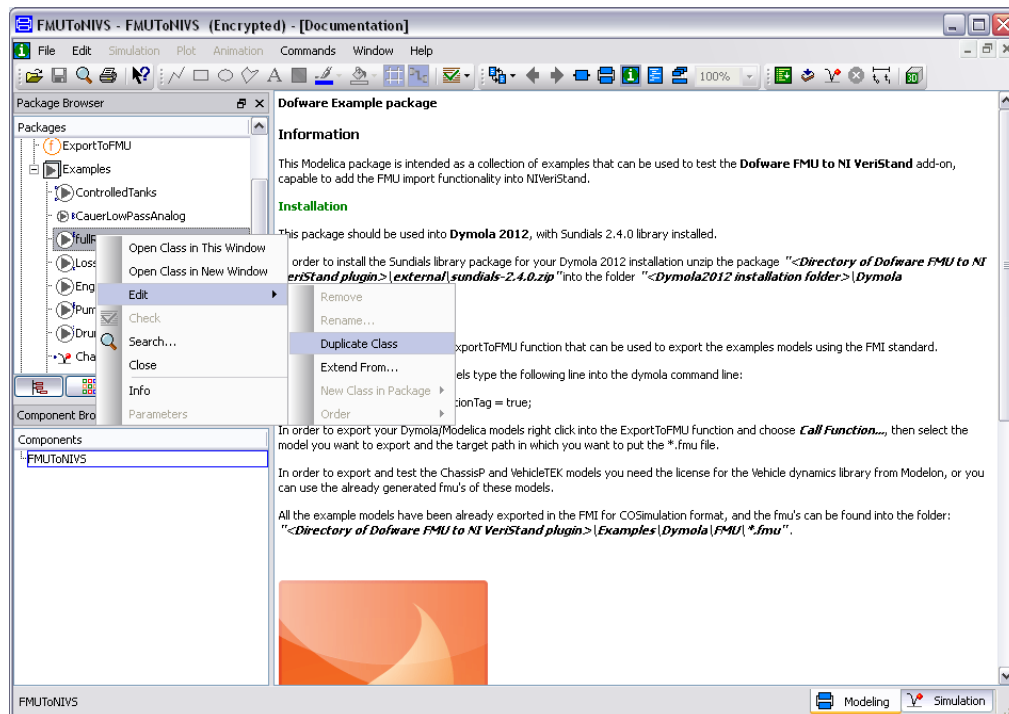 FMUToNIVS - FMUToNIVS (Encrypted) - [Documentation]
File Edit Simulation Plot Animation Commands Window Help
100%
Package Browser
Packages
ExportToFMU
Examples
ControlledTanks
CauerLowPassAnalog
Open Class in This Window
Open Class in New Window
Edit
Check
Search...
Close
Info
Parameters
Remove
Rename...
Duplicate Class
Extend From...
New Class in Package
Order
Components
FMUToNIVS
Dofware Example package
Information
This Modelica package is intended as a collection of examples that can be used to test the Dofware FMU to NI VeriStand add-on,
capable to add the FMU import functionality into NIVeriStand.
Installation
This package should be used into Dymola 2012, with Sundials 2.4.0 library installed.
order to install the Sundials library package for your Dymola 2012 installation unzip the package "<Directory of Dofware FMU to NI
VeriStand plugin>\external\sundials-2.4.0.zip"into the folder "<Dymola2012 installation folder>\Dymola
xportToFMU function that can be used to export the examples models using the FMI standard.
els type the following line into the dymola command line:
tionTag = true;
In order to export your Dymola/Modelica models right click into the ExportToFMU function and choose Call Function..., then select the
model you want to export and the target path in which you want to put the *.fmu file.
In order to export and test the ChassisP and VehicleTEK models you need the license for the Vehicle dynamics library from Modelon, or you
can use the already generated fmu's of these models.
All the example models have been already exported in the FMI for COSimulation format, and the fmu's can be found into the folder:
"<Directory of Dofware FMU to NI VeriStand plugin>\Examples\Dymola\FMU\*.fmu".
FMUToNIVS
Modeling
Simulation